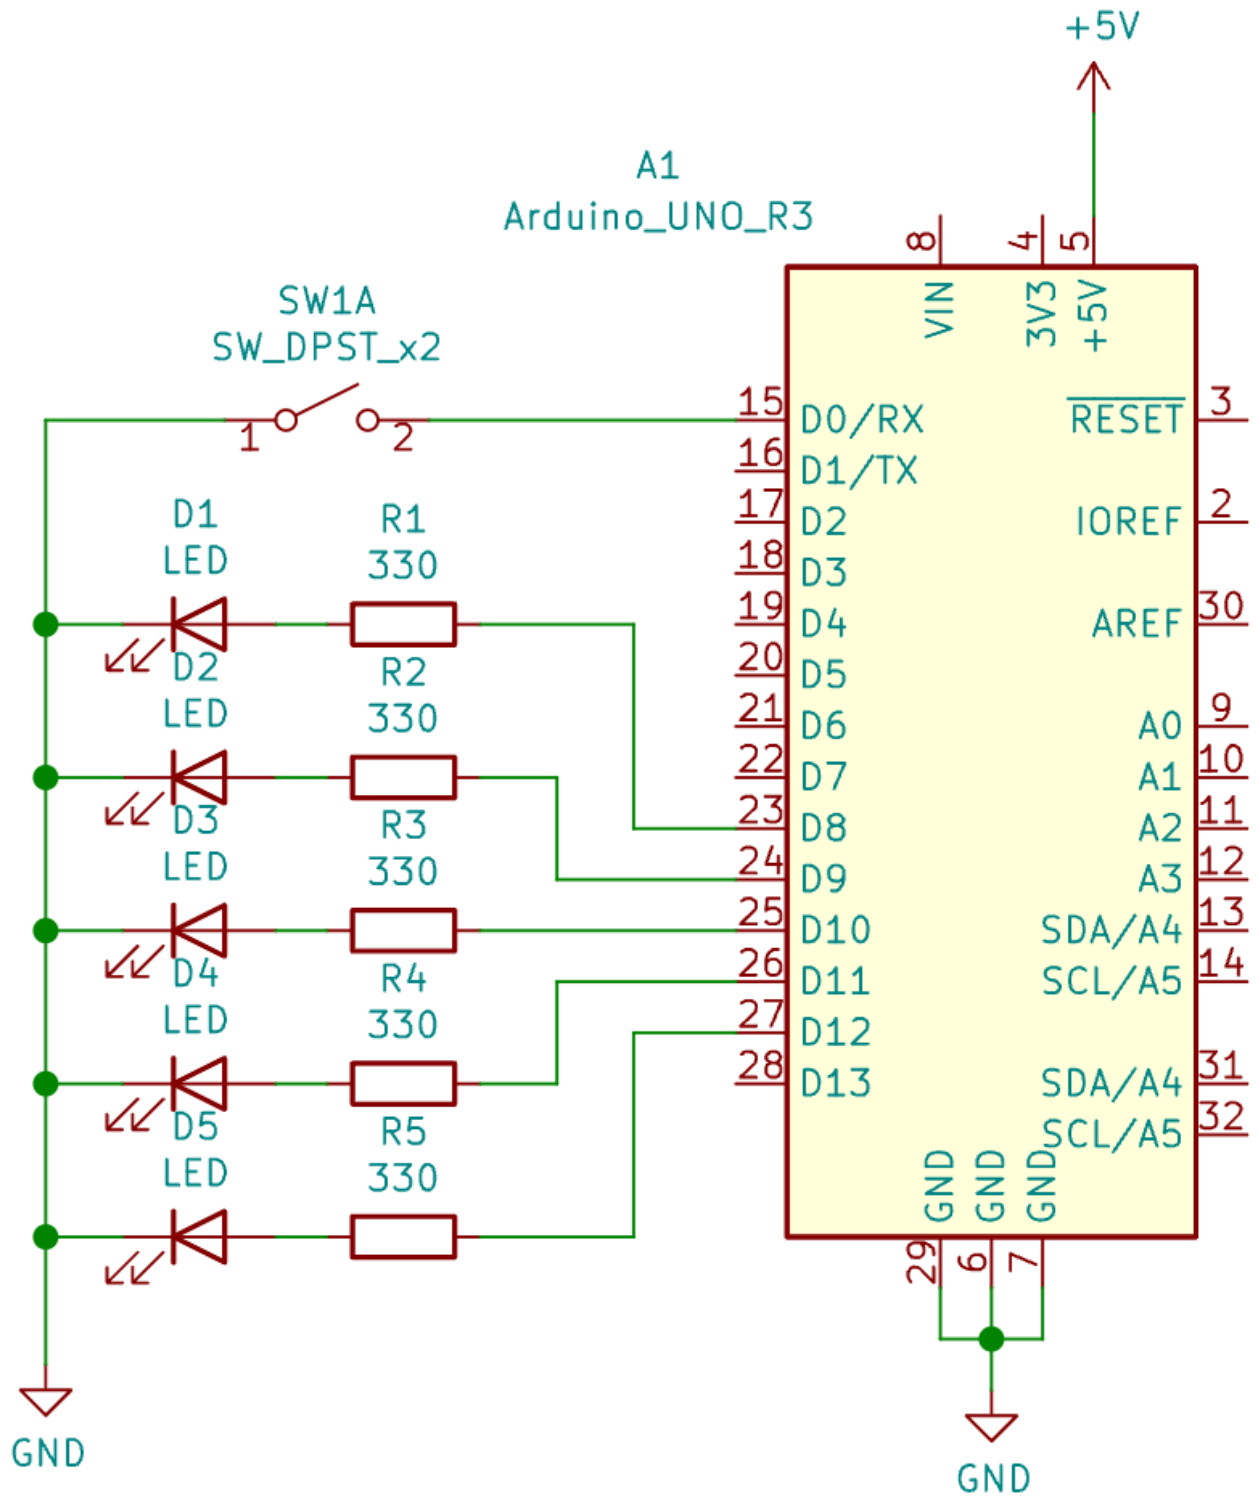 +5V
A1
Arduino_UNO_R3
8
4
5
VIN
3V3
+5V
SW1A
SW_DPST_x2
1
2
15
D0/RX
RESET
3
16
D1/TX
17
D2
IOREF
2
18
D3
19
D4
AREF
30
20
D5
21
D6
A0
9
22
D7
A1
10
23
D8
A2
11
24
D9
A3
12
25
D10
SDA/A4
13
26
D11
SCL/A5
14
27
D12
28
D13
SDA/A4
31
SCL/A5
32
GND
GND
GND
29
6
7
GND
D1
LED
R1
330
D2
LED
R2
330
D3
LED
R3
330
D4
LED
R4
330
D5
LED
R5
330
GND